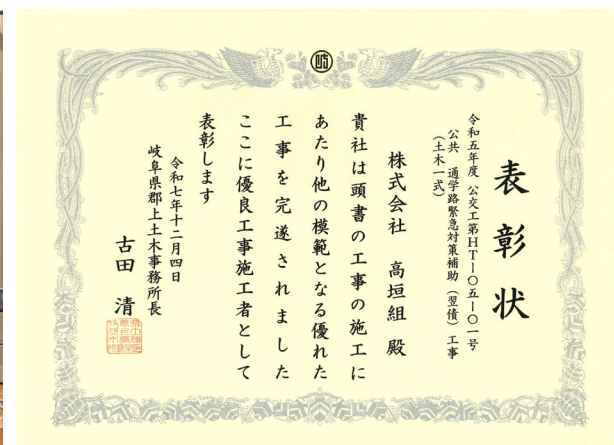 表彰状
令和五年度 公交工第HT－〇五－〇一号
公共 通学路緊急対策補助（翌債）工事
（土木一式）
株式会社 高垣組 殿
貴社は頭書の工事の施工に
あたり他の模範となる優れた
工事を完遂されました
ここに優良工事施工者として
表彰します
令和七年十二月四日
岐阜県郡上土木事務所長
古田 清